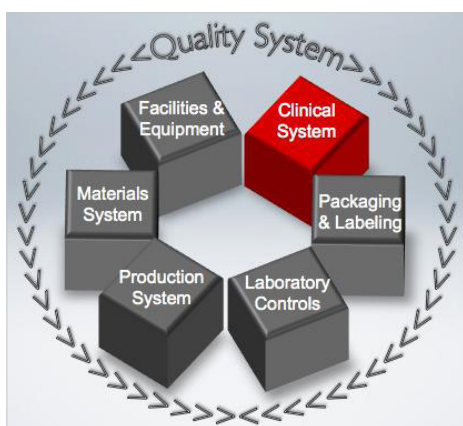 <<<<Quality System>>>>
Facilities &
Equipment
Clinical
System
Materials
System
Packaging
& Labeling
Production
System
Laboratory
Controls